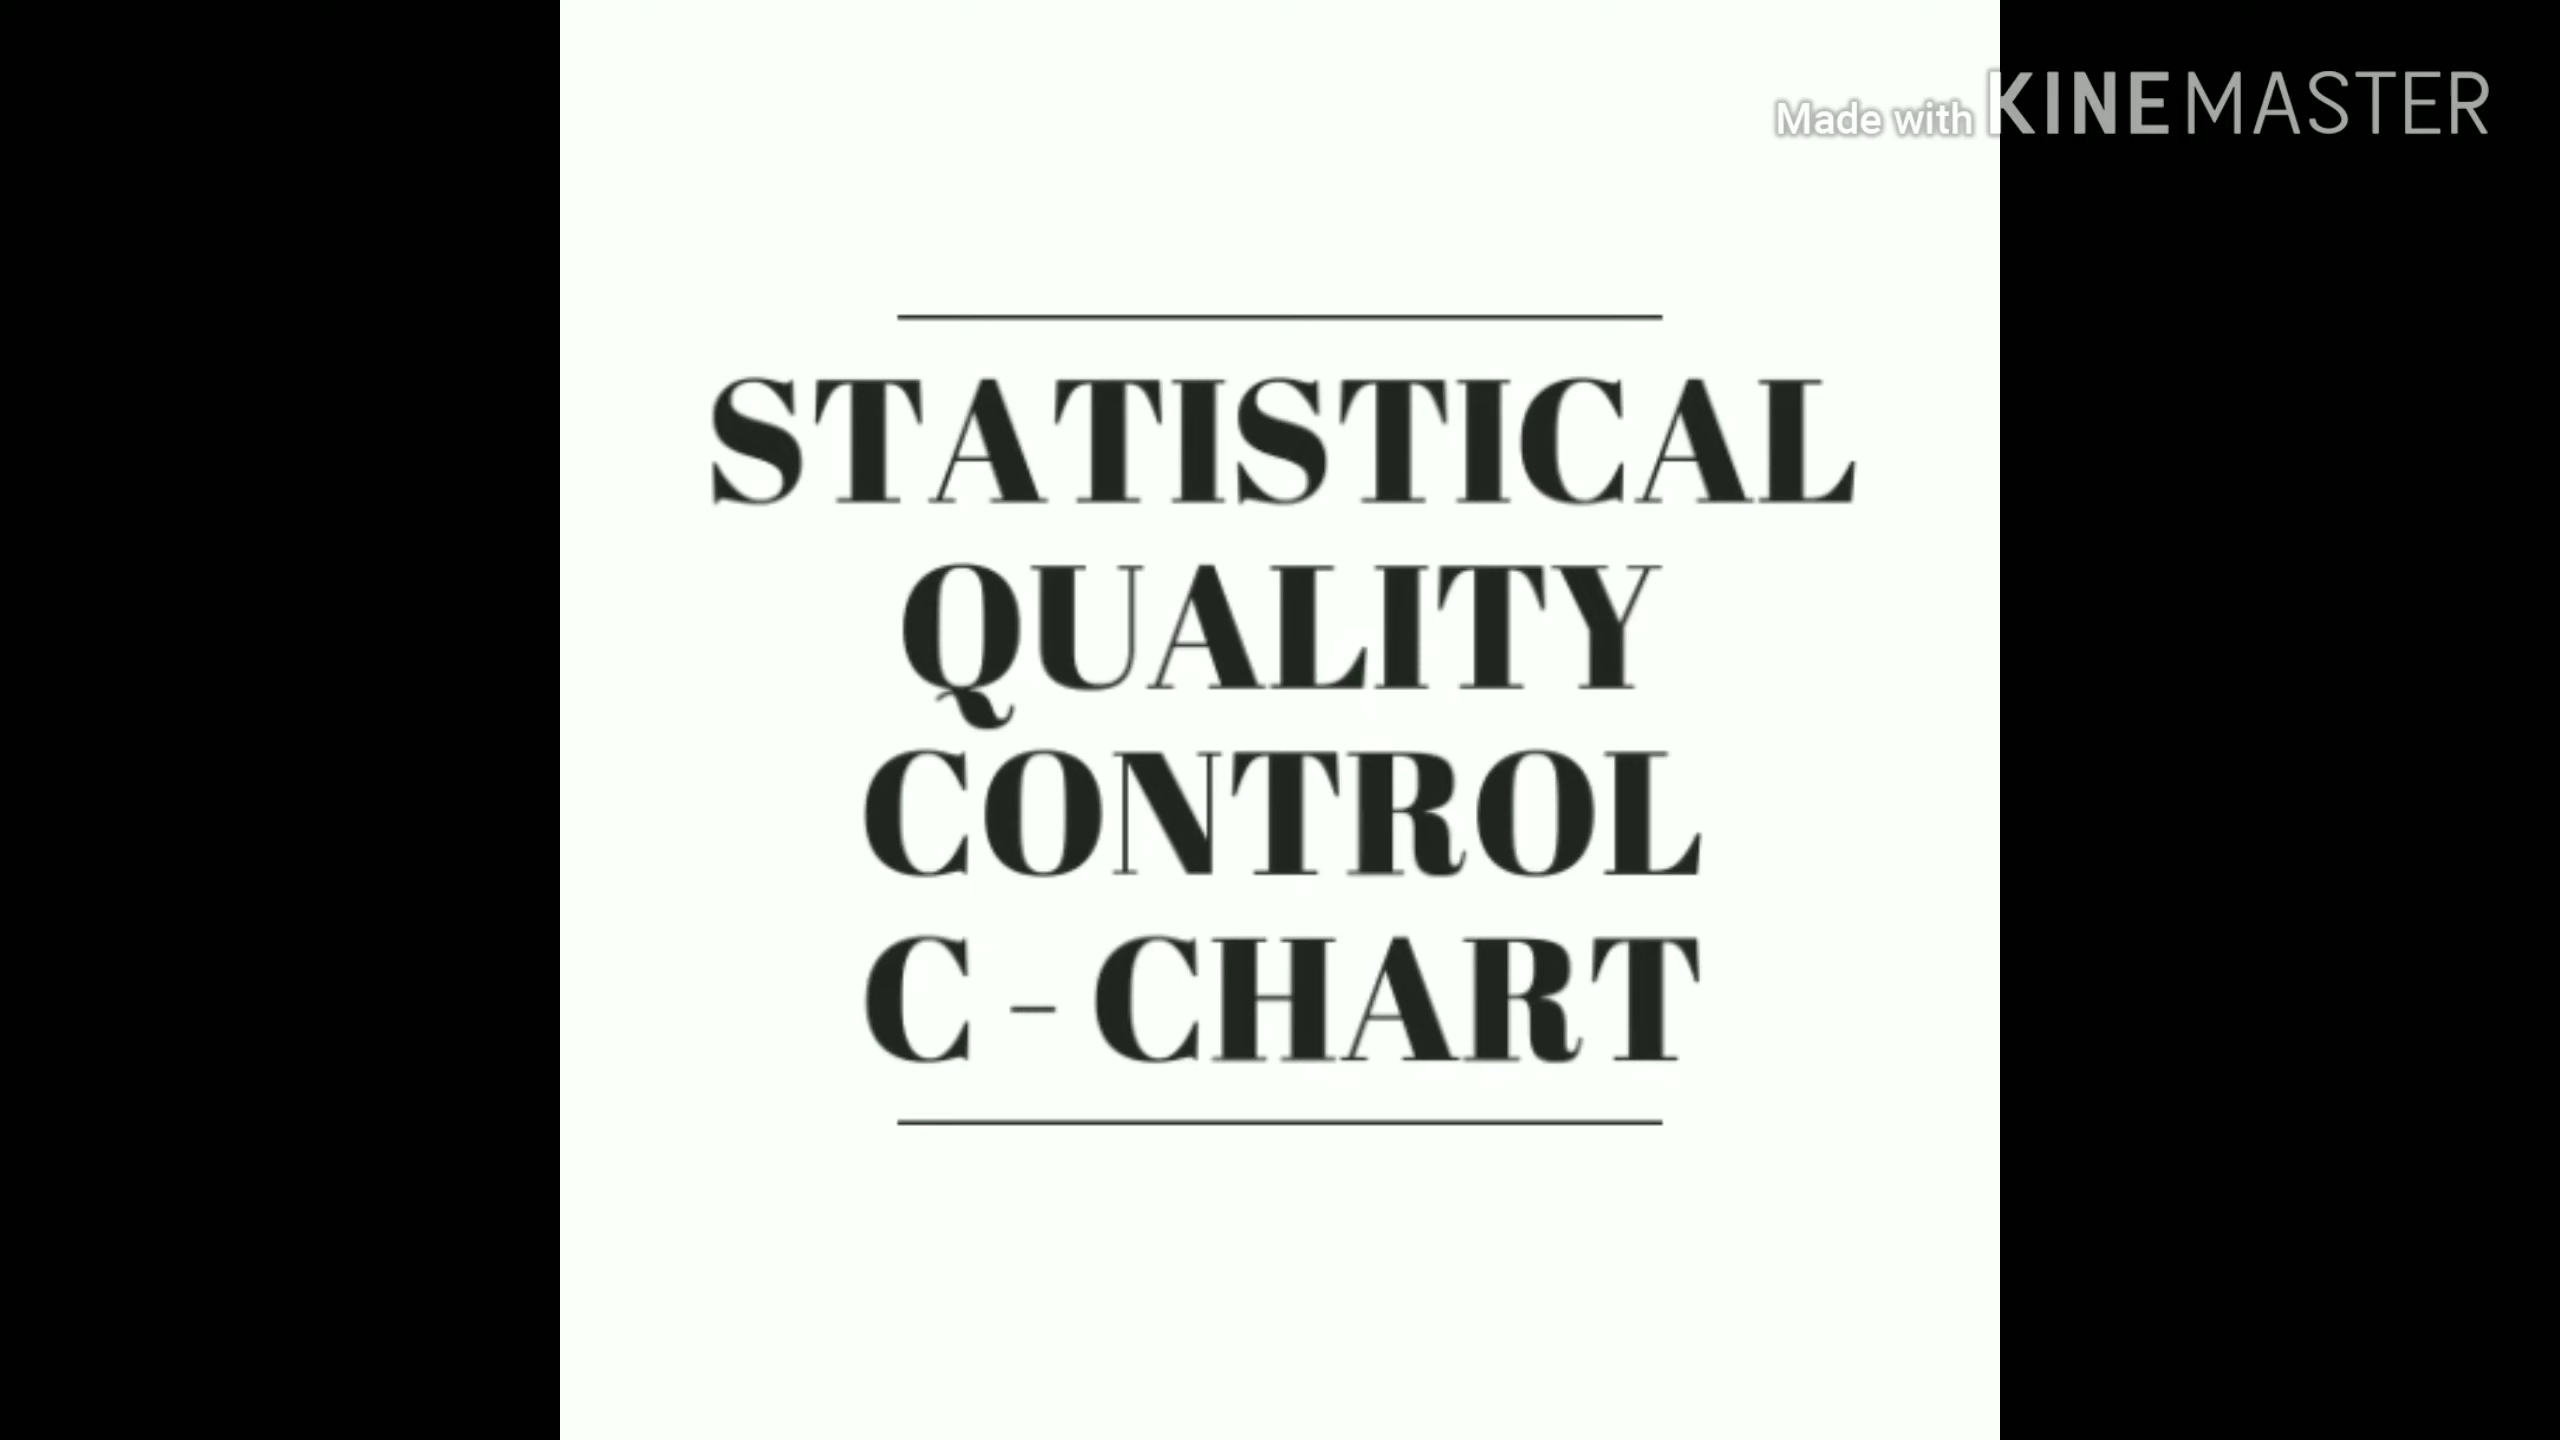 Made with KINEMASTER
STATISTICAL
QUALITY
CONTROL
C - CHART